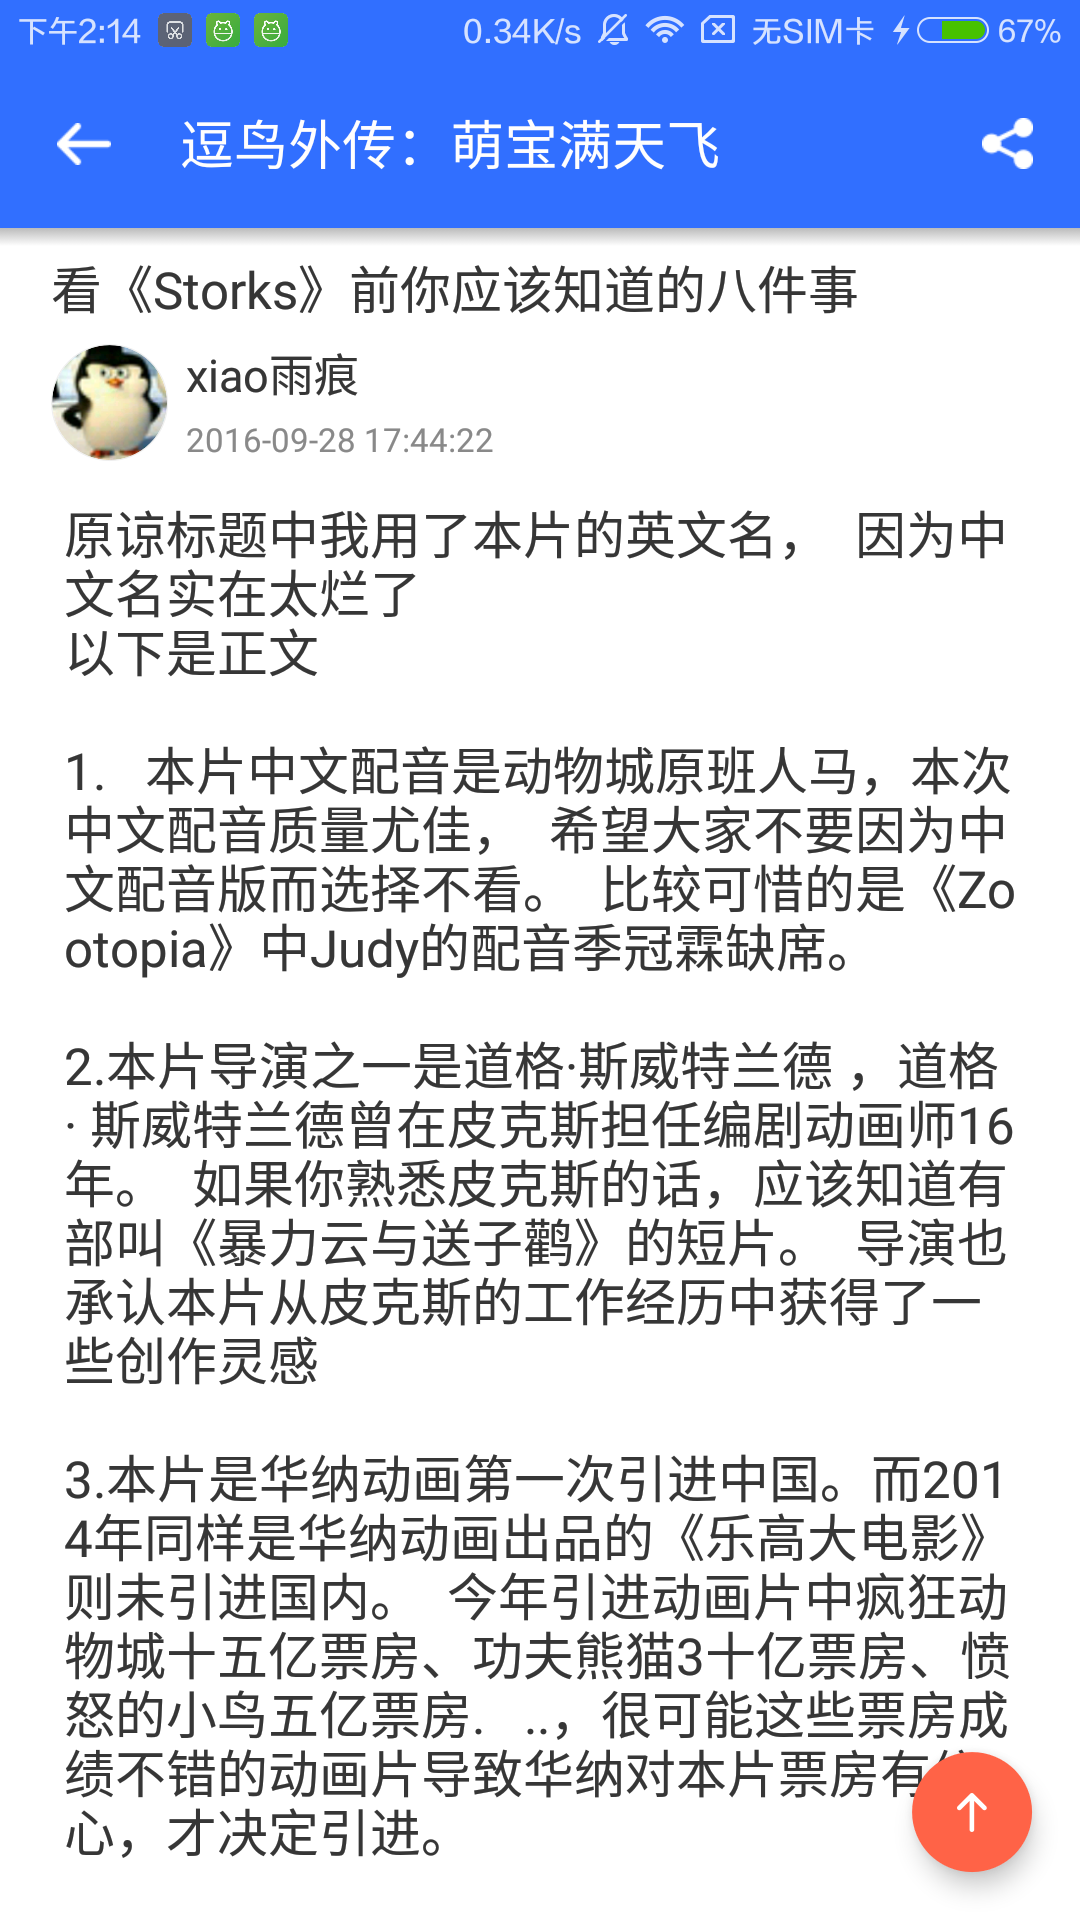 下午2:14 0.34K/s 无SIM卡 67%
逗鸟外传：萌宝满天飞
看《Storks》前你应该知道的八件事
xiao雨痕
2016-09-28 17:44:22
原谅标题中我用了本片的英文名， 因为中
文名实在太烂了
以下是正文
1. 本片中文配音是动物城原班人马，本次
中文配音质量尤佳， 希望大家不要因为中
文配音版而选择不看。 比较可惜的是《Zo
otopia》中Judy的配音季冠霖缺席。
2.本片导演之一是道格·斯威特兰德 ，道格
· 斯威特兰德曾在皮克斯担任编剧动画师16
年。 如果你熟悉皮克斯的话，应该知道有
部叫《暴力云与送子鹳》的短片。 导演也
承认本片从皮克斯的工作经历中获得了一
些创作灵感
3.本片是华纳动画第一次引进中国。而201
4年同样是华纳动画出品的《乐高大电影》
则未引进国内。 今年引进动画片中疯狂动
物城十五亿票房、功夫熊猫3十亿票房、愤
怒的小鸟五亿票房. ..，很可能这些票房成
绩不错的动画片导致华纳对本片票房有
心，才决定引进。